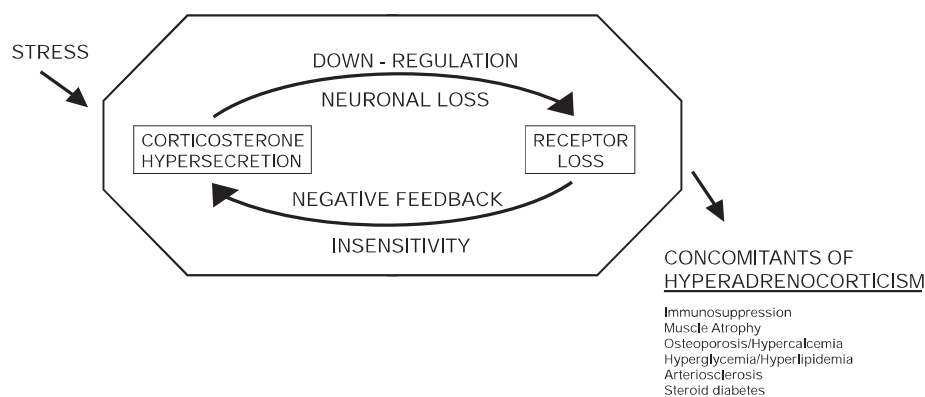 STRESS
DOWN - REGULATION
NEURONAL LOSS
CORTICOSTERONE
HYPERSECRETION
RECEPTOR
LOSS
NEGATIVE FEEDBACK
INSENSITIVITY
CONCOMITANTS OF
HYPERADRENOCORTICISM
Immunosuppression
Muscle Atrophy
Osteoporosis/Hypercalcemia
Hyperglycemia/Hyperlipidemia
Arteriosclerosis
Steroid diabetes